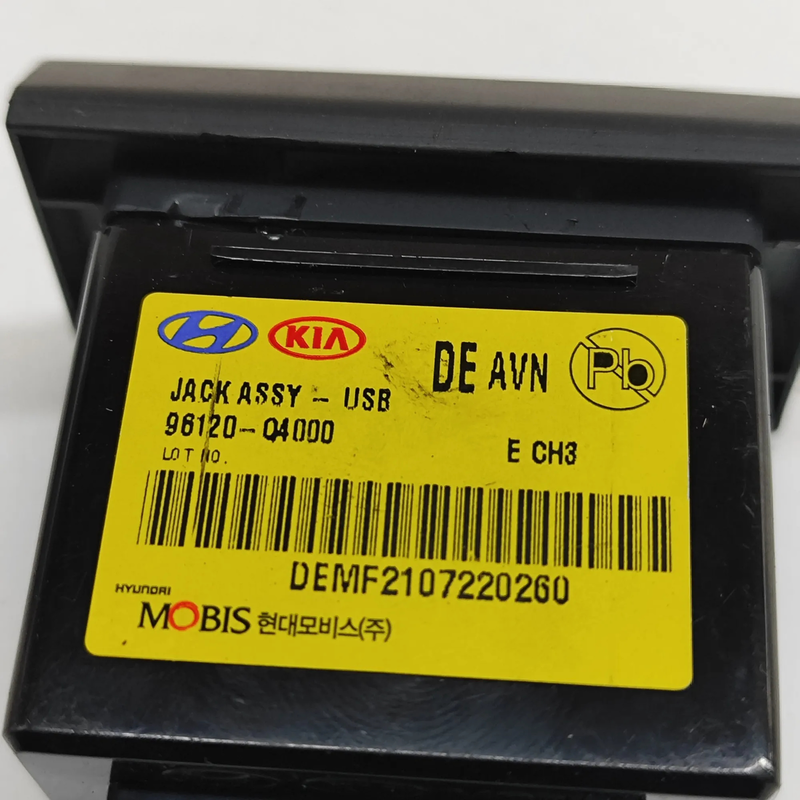 KIA
DE AVN
Pb
JACK ASSY - USB
96120-Q4000
E CH3
LOT NO.
DEMF2107220260
HYUNDAI
MOBIS 현대모비스(주)